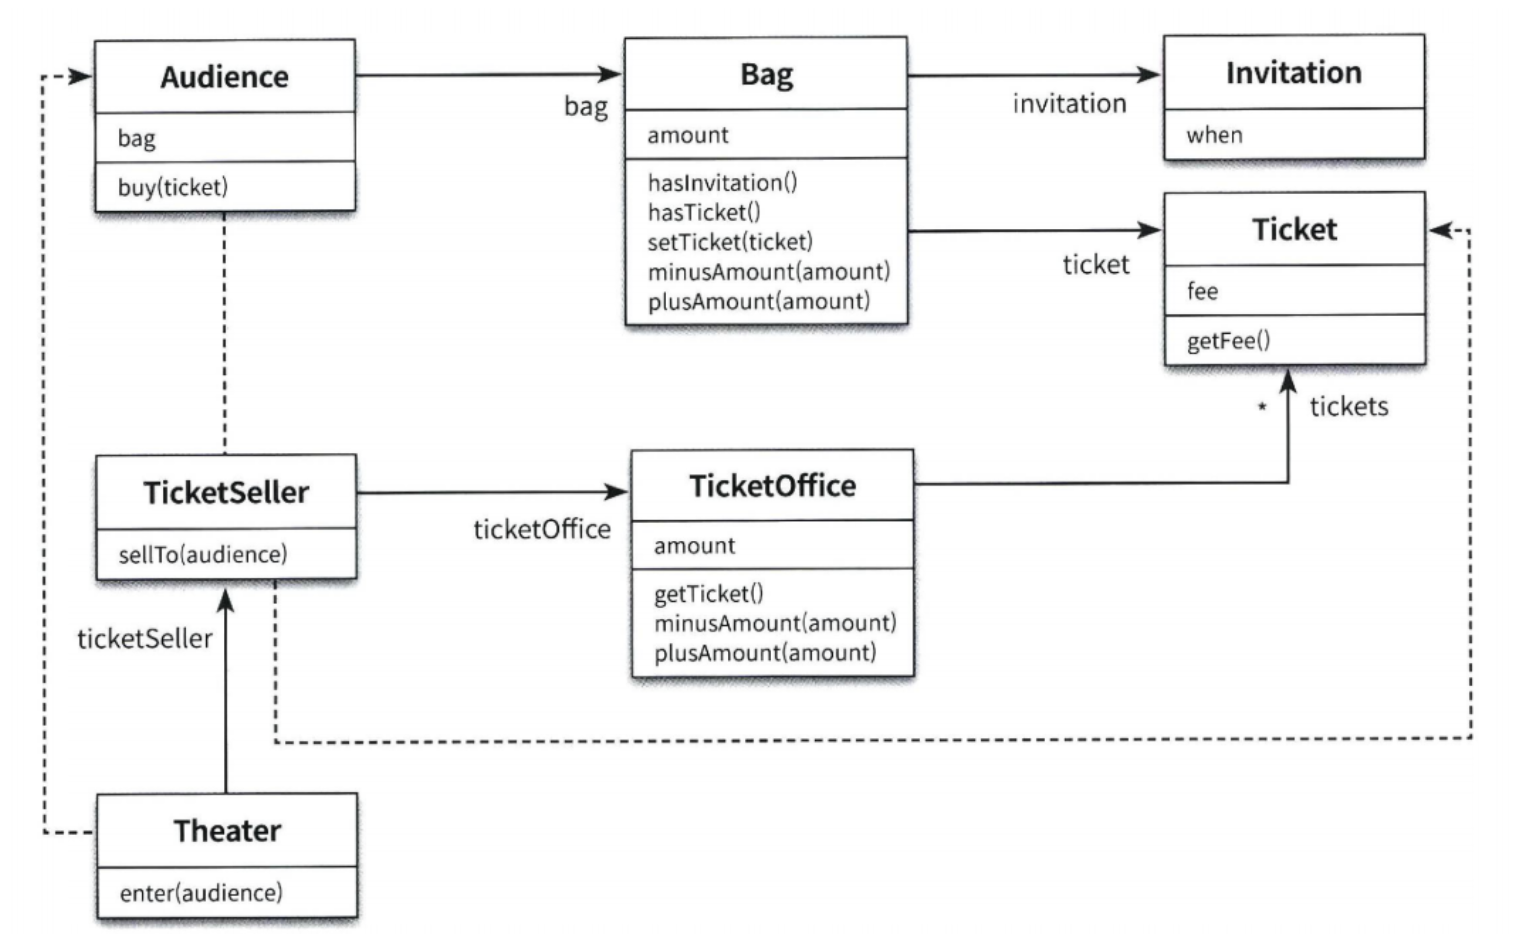 Audience
bag
buy(ticket)
bag
Bag
amount
hasInvitation()
hasTicket()
setTicket(ticket)
minusAmount(amount)
plusAmount(amount)
invitation
Invitation
when
ticket
Ticket
fee
getFee()
* tickets
TicketSeller
sellTo(audience)
ticketOffice
TicketOffice
amount
getTicket()
minusAmount(amount)
plusAmount(amount)
ticketSeller
Theater
enter(audience)